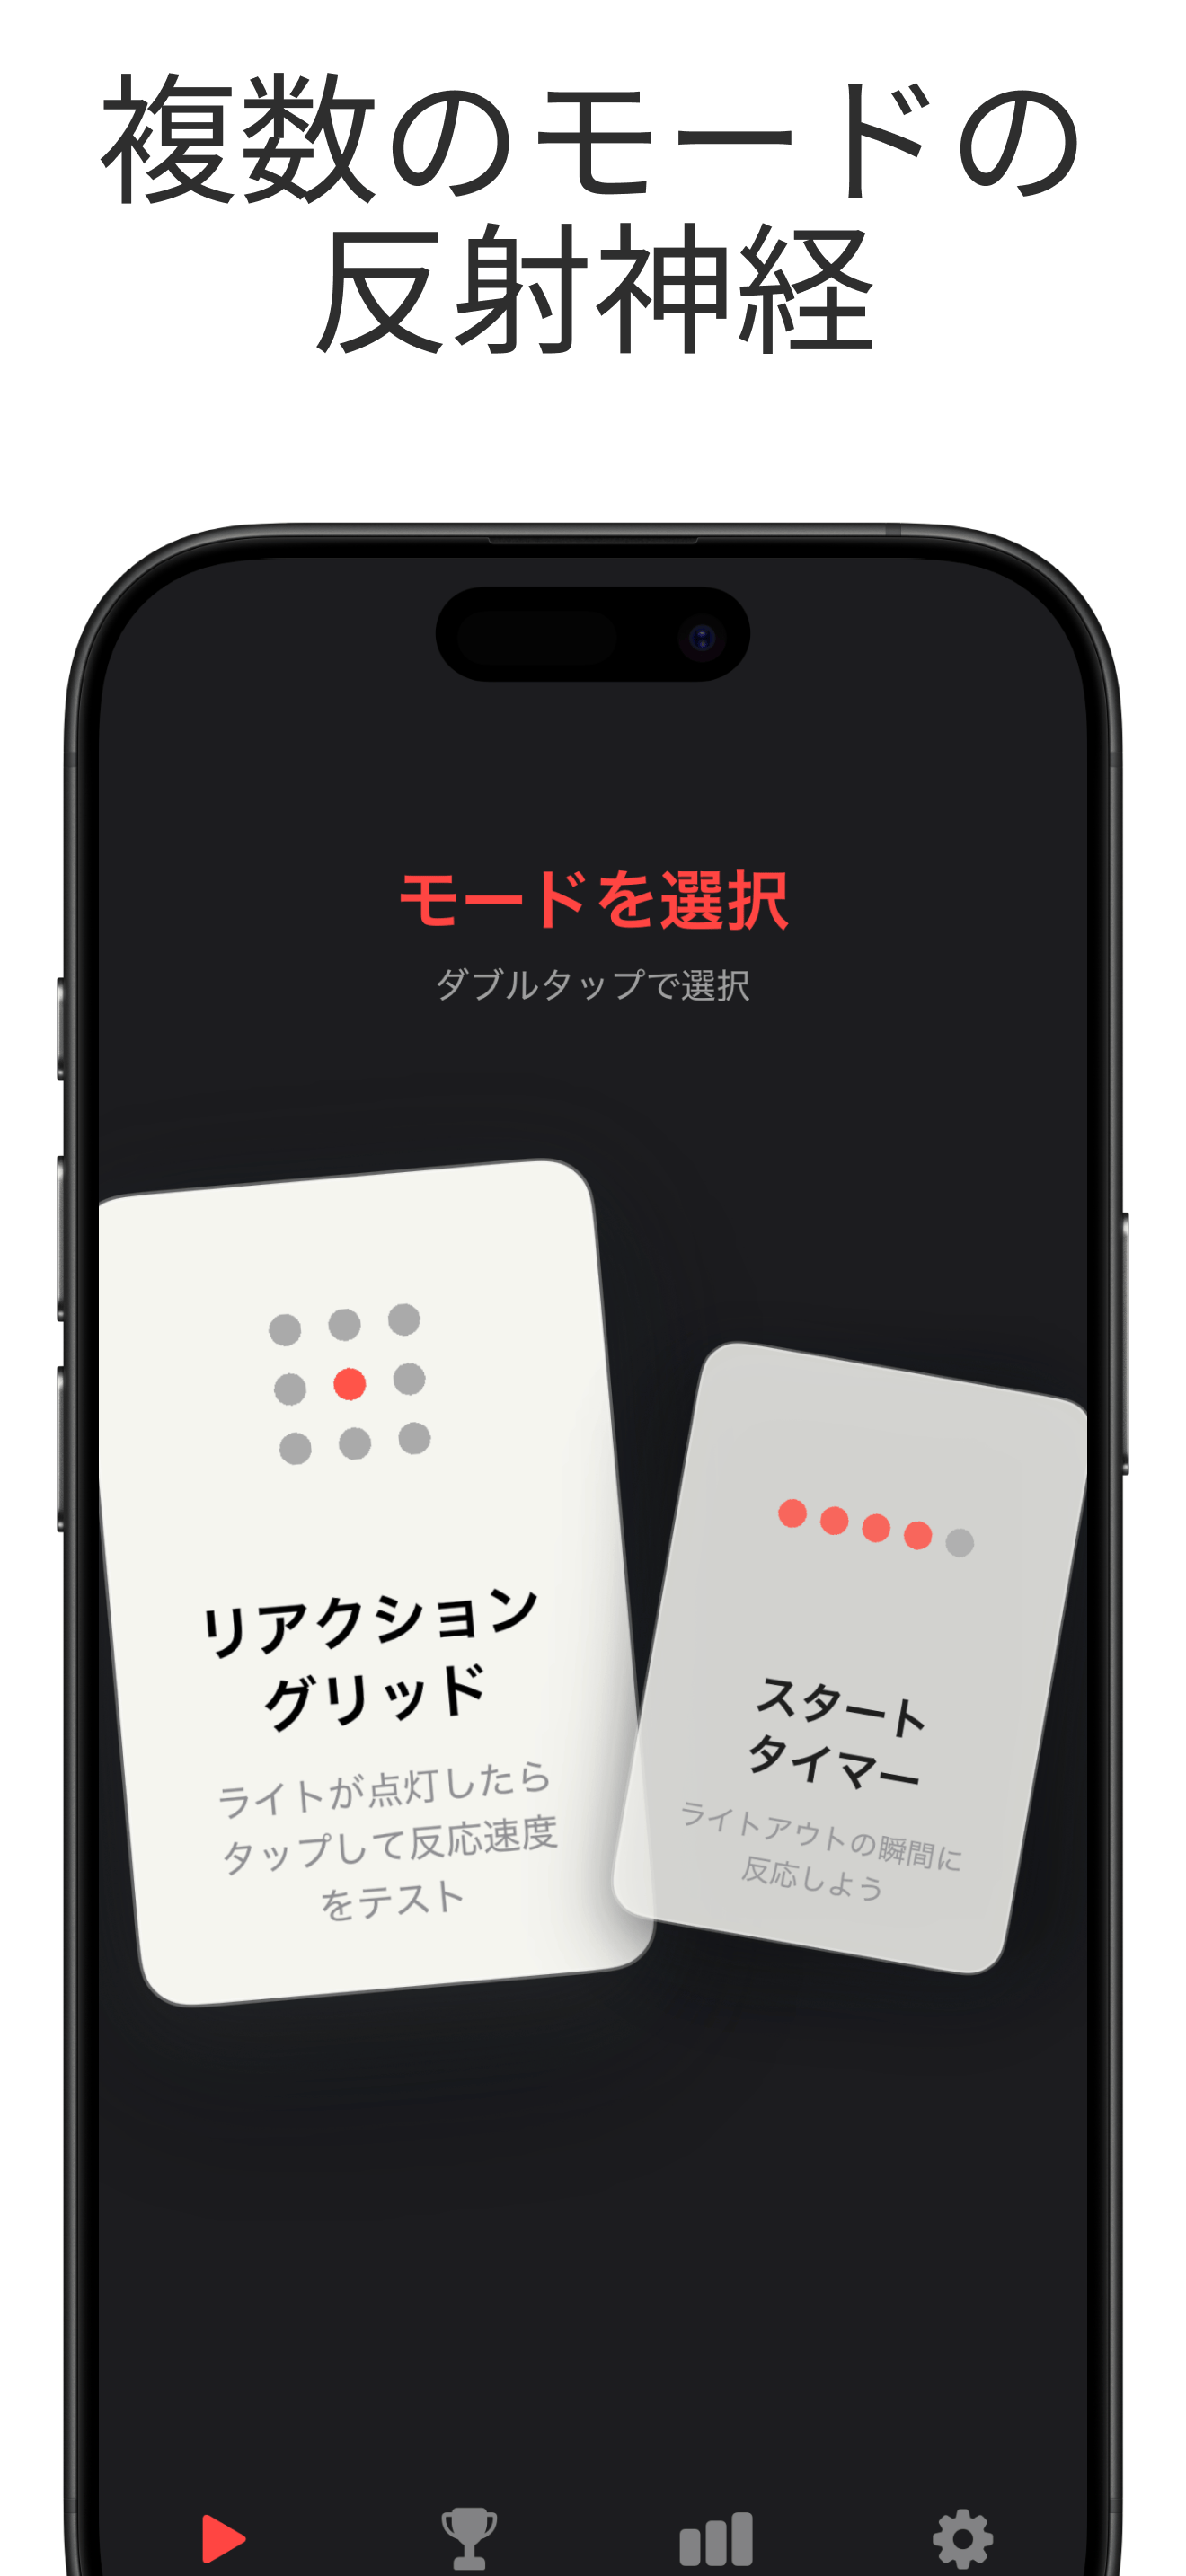 複数のモードの
反射神経
モードを選択
ダブルタップで選択
リアクション
グリッド
ライトが点灯したら
タップして反応速度
をテスト
スタート
タイマー
ライトアウトの瞬間に
反応しよう